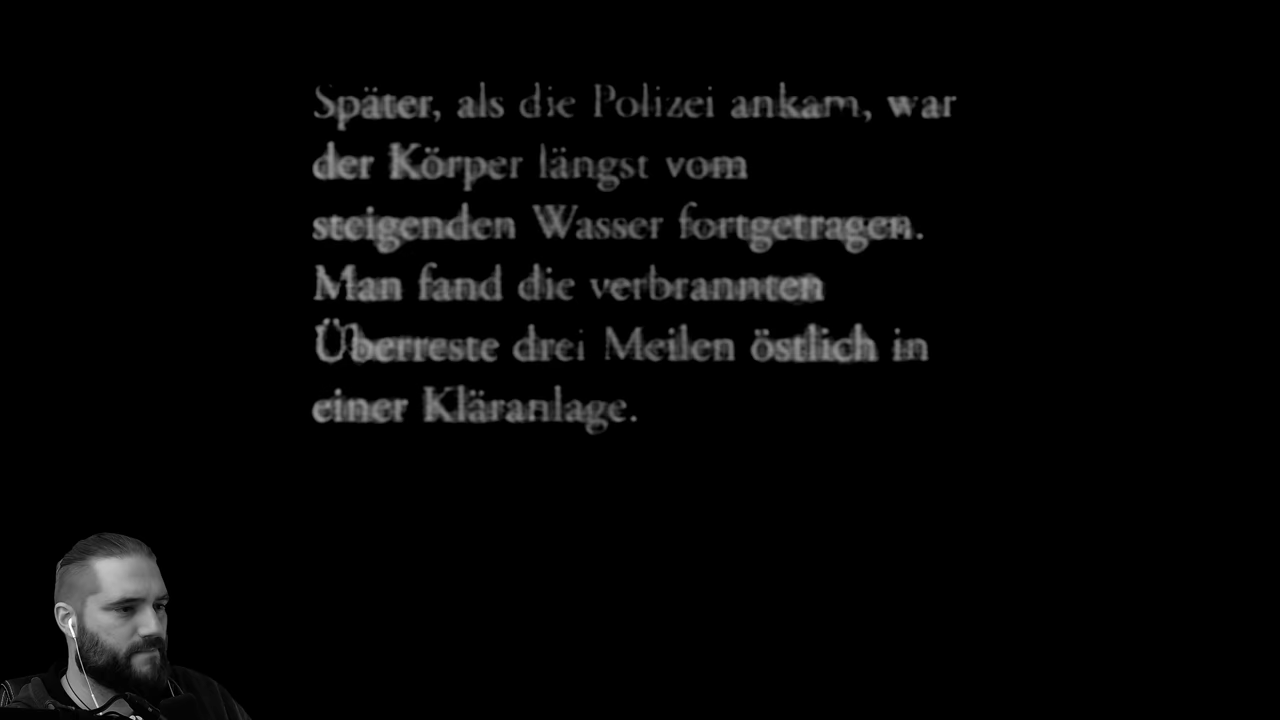 Später, als die Polizei ankam, war
der Körper längst vom
steigenden Wasser fortgetragen.
Man fand die verbrannten
Überreste drei Meilen östlich in
einer Kläranlage.